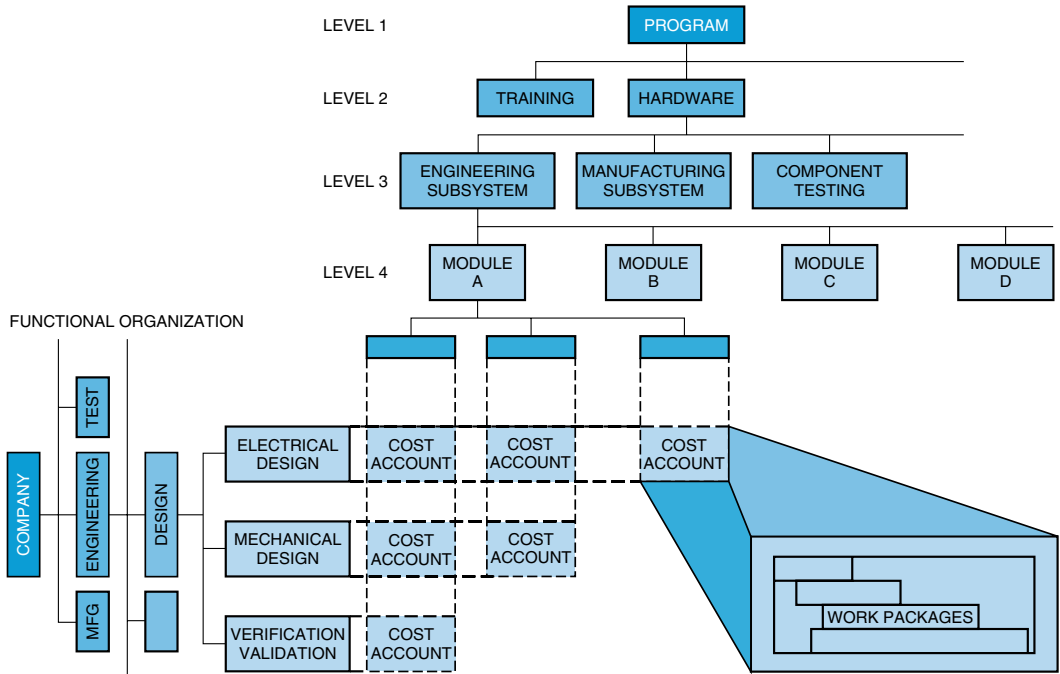 LEVEL 1
PROGRAM
LEVEL 2
TRAINING
HARDWARE
LEVEL 3
ENGINEERING
SUBSYSTEM
MANUFACTURING
SUBSYSTEM
COMPONENT
TESTING
LEVEL 4
MODULE
A
MODULE
B
MODULE
C
MODULE
D
FUNCTIONAL ORGANIZATION
COMPANY
TEST
ENGINEERING
MFG
DESIGN
ELECTRICAL
DESIGN
COST
ACCOUNT
COST
ACCOUNT
COST
ACCOUNT
MECHANICAL
DESIGN
COST
ACCOUNT
COST
ACCOUNT
VERIFICATION
VALIDATION
COST
ACCOUNT
WORK PACKAGES